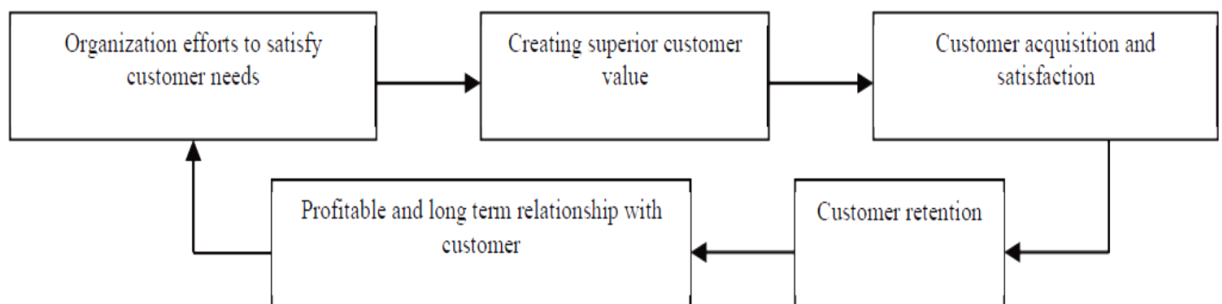 Organization efforts to satisfy
customer needs
Creating superior customer
value
Customer acquisition and
satisfaction
Profitable and long term relationship with
customer
Customer retention